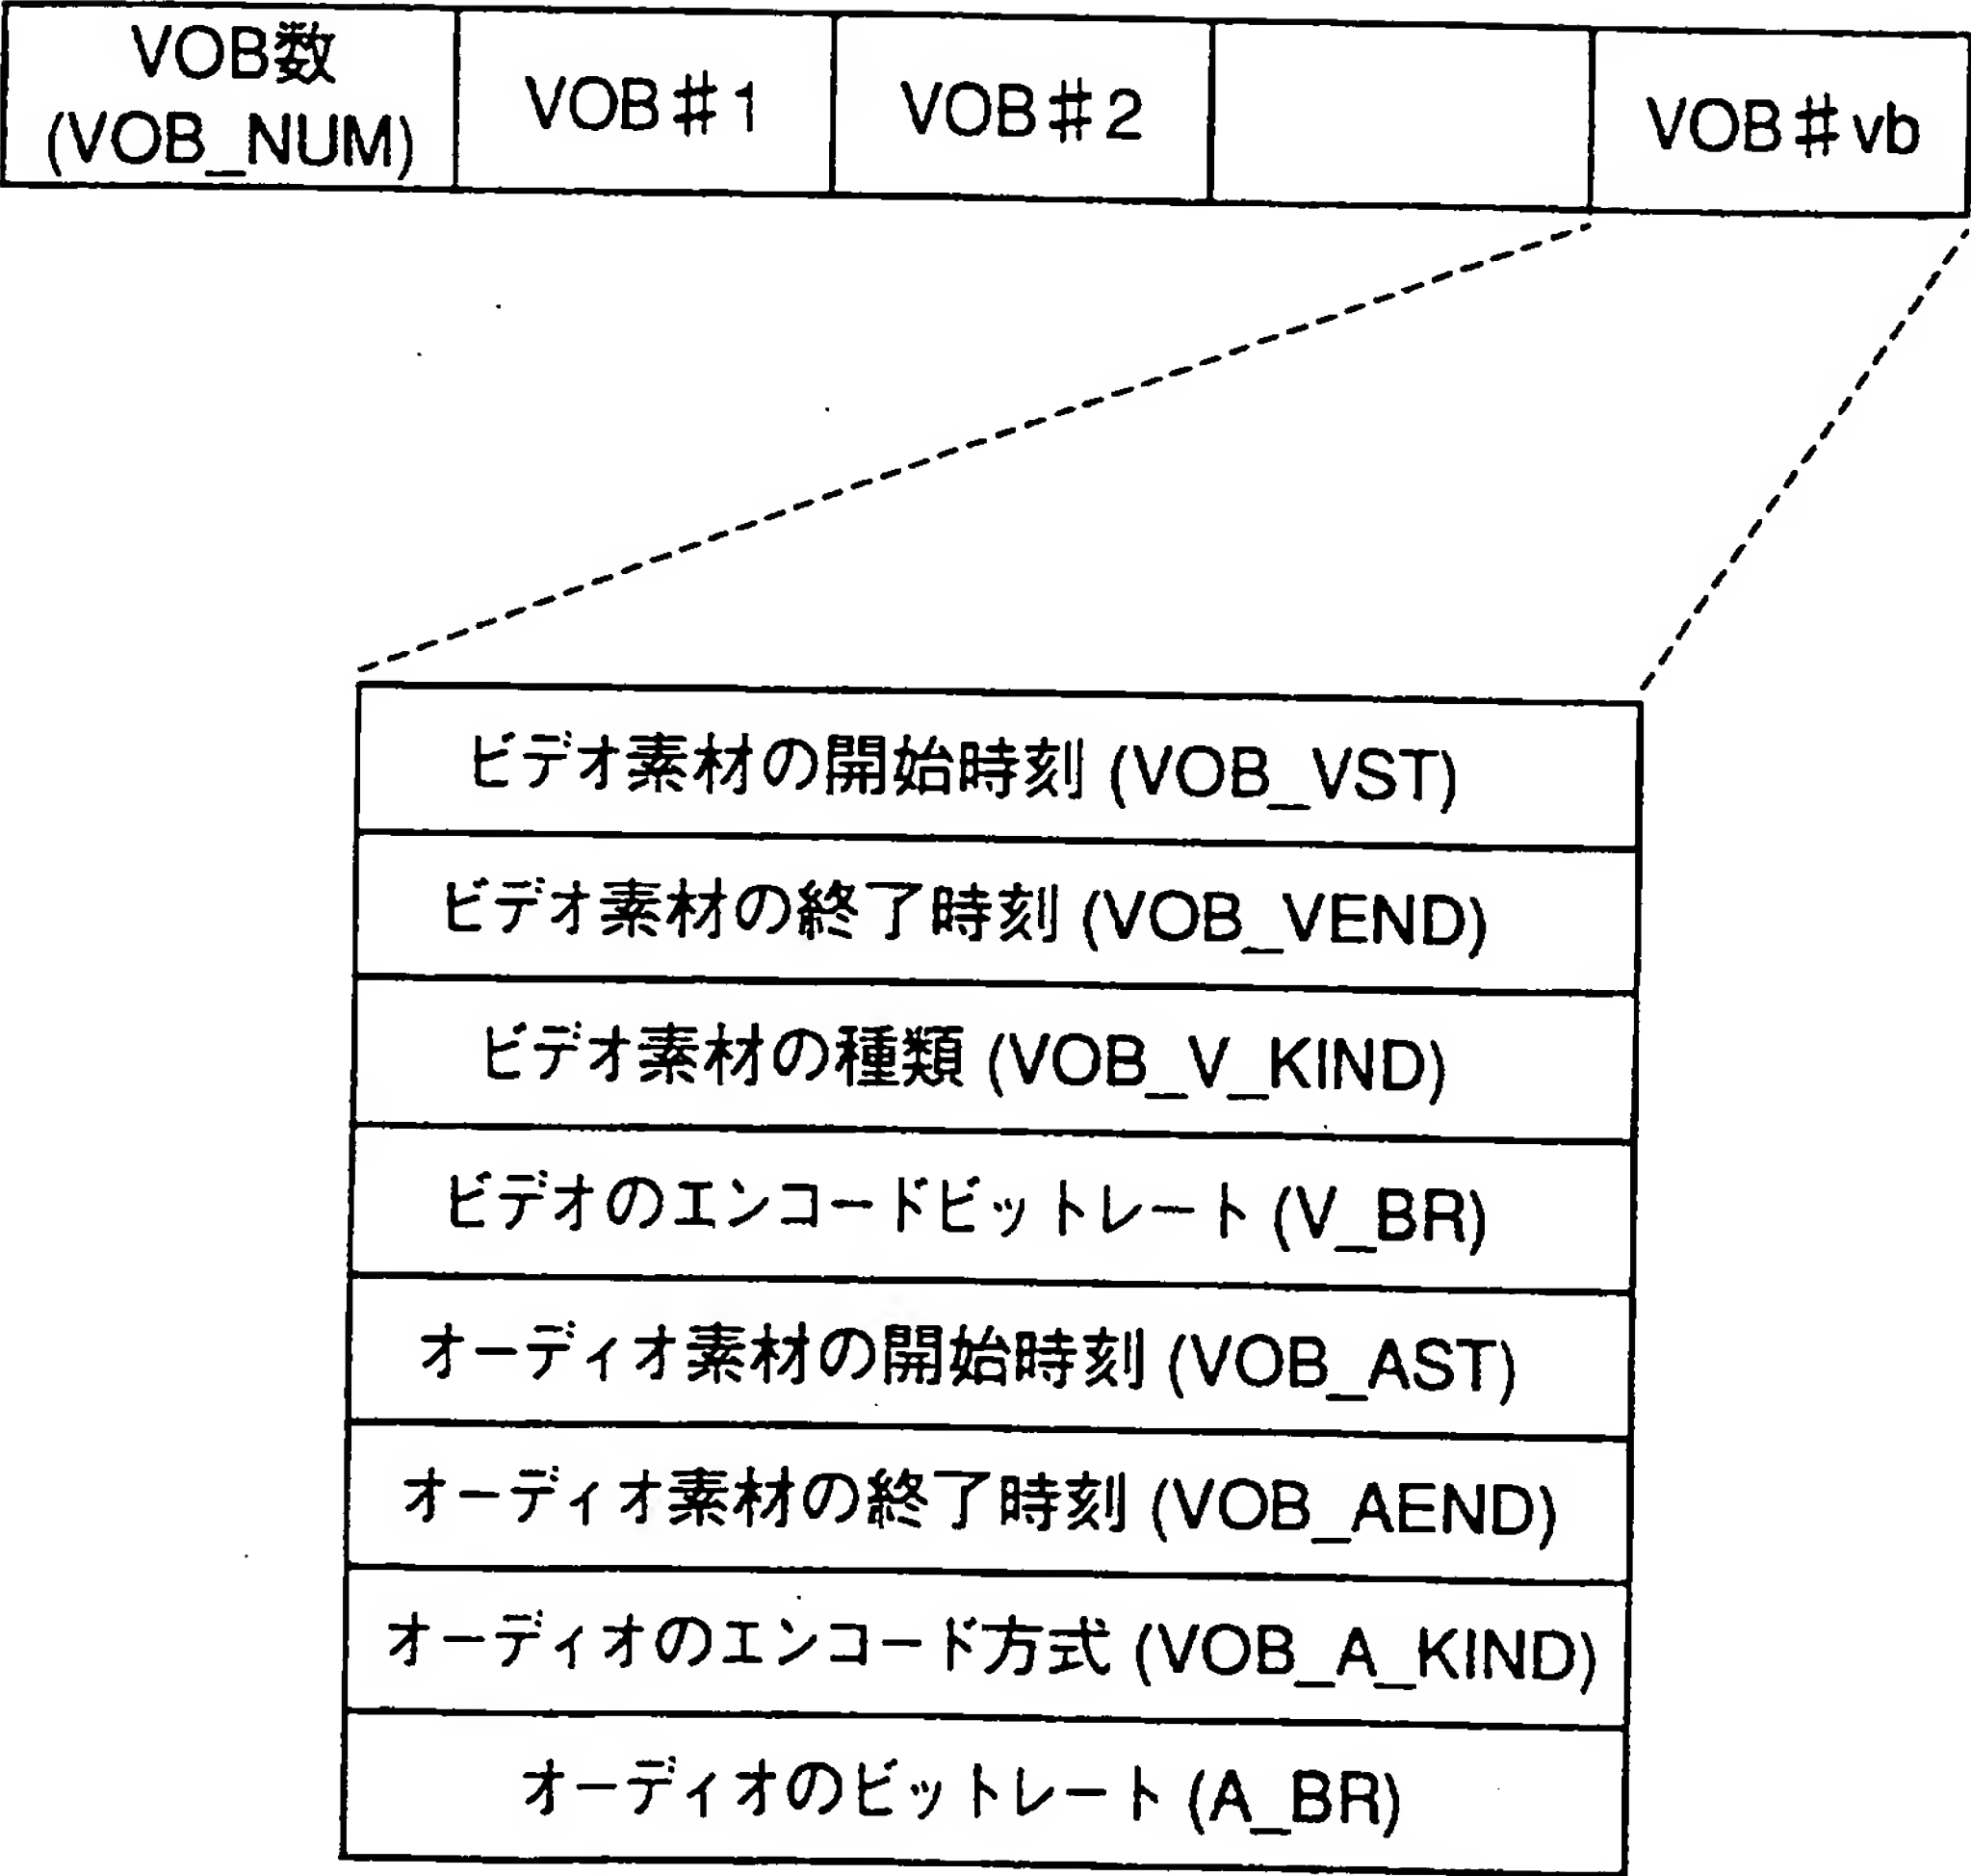 VOB数
(VOB_NUM)
VOB#1
VOB#2
VOB#vb
ビデオ素材の開始時刻 (VOB_VST)
ビデオ素材の終了時刻 (VOB_VEND)
ビデオ素材の種類 (VOB_V_KIND)
ビデオのエンコードビットレート (V_BR)
オーディオ素材の開始時刻 (VOB_AST)
オーディオ素材の終了時刻 (VOB_AEND)
オーディオのエンコード方式 (VOB_A_KIND)
オーディオのビットレート (A_BR)